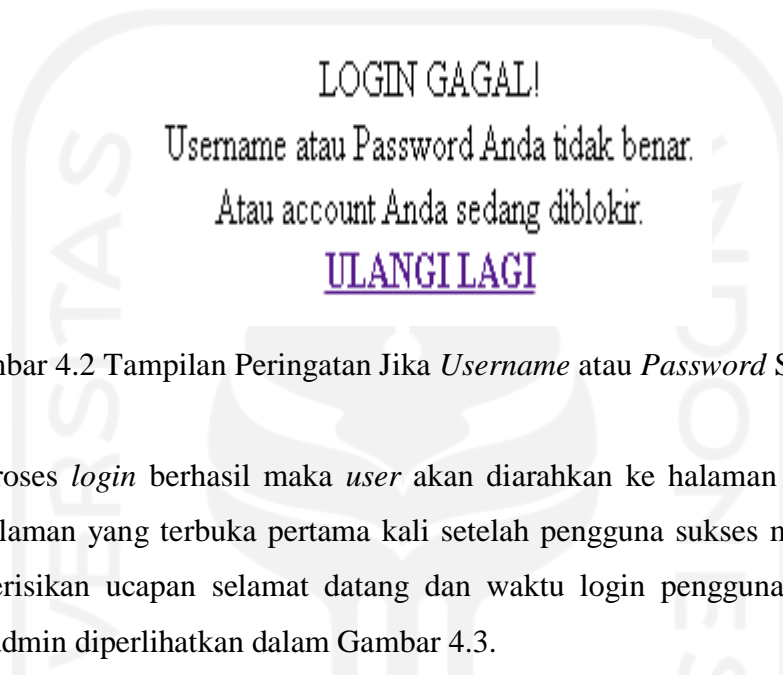 LOGIN GAGAL!
Username atau Password Anda tidak benar.
Atau account Anda sedang diblokir.
ULANGI LAGI
mbar 4.2 Tampilan Peringatan Jika Username atau Password S
roses login berhasil maka user akan diarahkan ke halaman
laman yang terbuka pertama kali setelah pengguna sukses
erisikan ucapan selamat datang dan waktu login pengguna
admin diperlihatkan dalam Gambar 4.3.